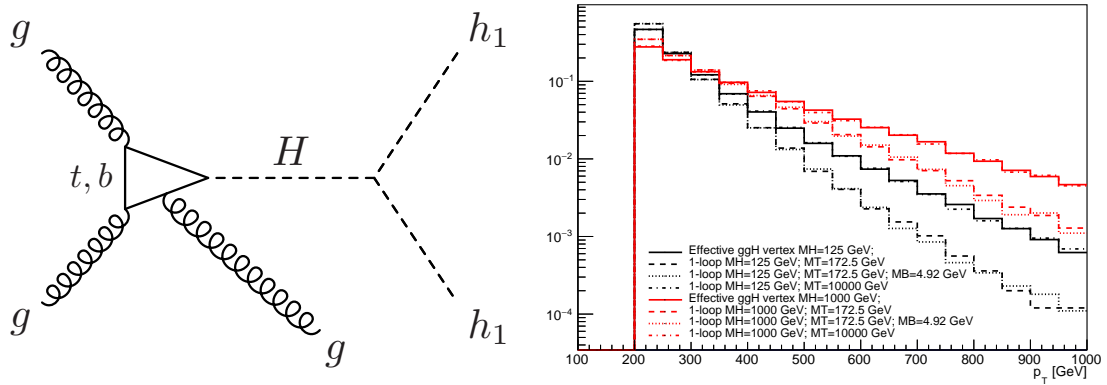 g
h₁
t, b
H
g
g
h₁
10⁻¹
10⁻²
10⁻³
10⁻⁴
Effective ggH vertex MH=125 GeV;
1-loop MH=125 GeV; MT=172.5 GeV
1-loop MH=125 GeV; MT=172.5 GeV; MB=4.92 GeV
1-loop MH=125 GeV; MT=10000 GeV
Effective ggH vertex MH=1000 GeV;
1-loop MH=1000 GeV; MT=172.5 GeV
1-loop MH=1000 GeV; MT=172.5 GeV; MB=4.92 GeV
1-loop MH=1000 GeV; MT=10000 GeV
100 200 300 400 500 600 700 800 900 1000
p_T [GeV]